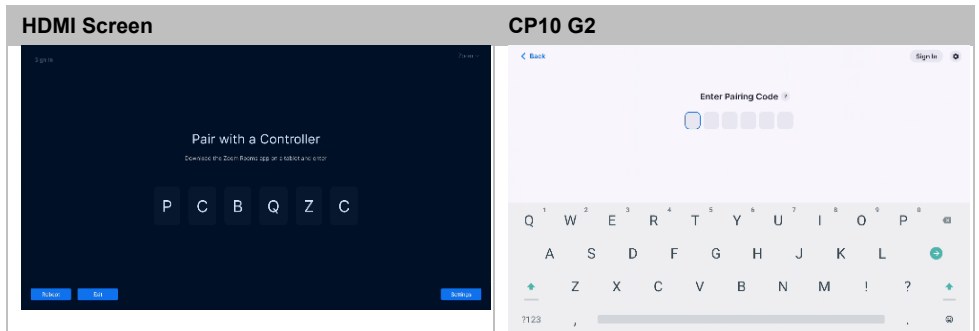 HDMI Screen
CP10 G2
Sign In
Pair with a Controller
Download the Zoom Rooms app on a tablet and enter
P C B Q Z C
Reboot Exit Settings
Back Sign In
Enter Pairing Code ?
Q 1 W 2 E 3 R 4 T 5 Y 6 U 7 I 8 O 9 P 0
A S D F G H J K L
Z X C V B N M ! ?
?123 , .